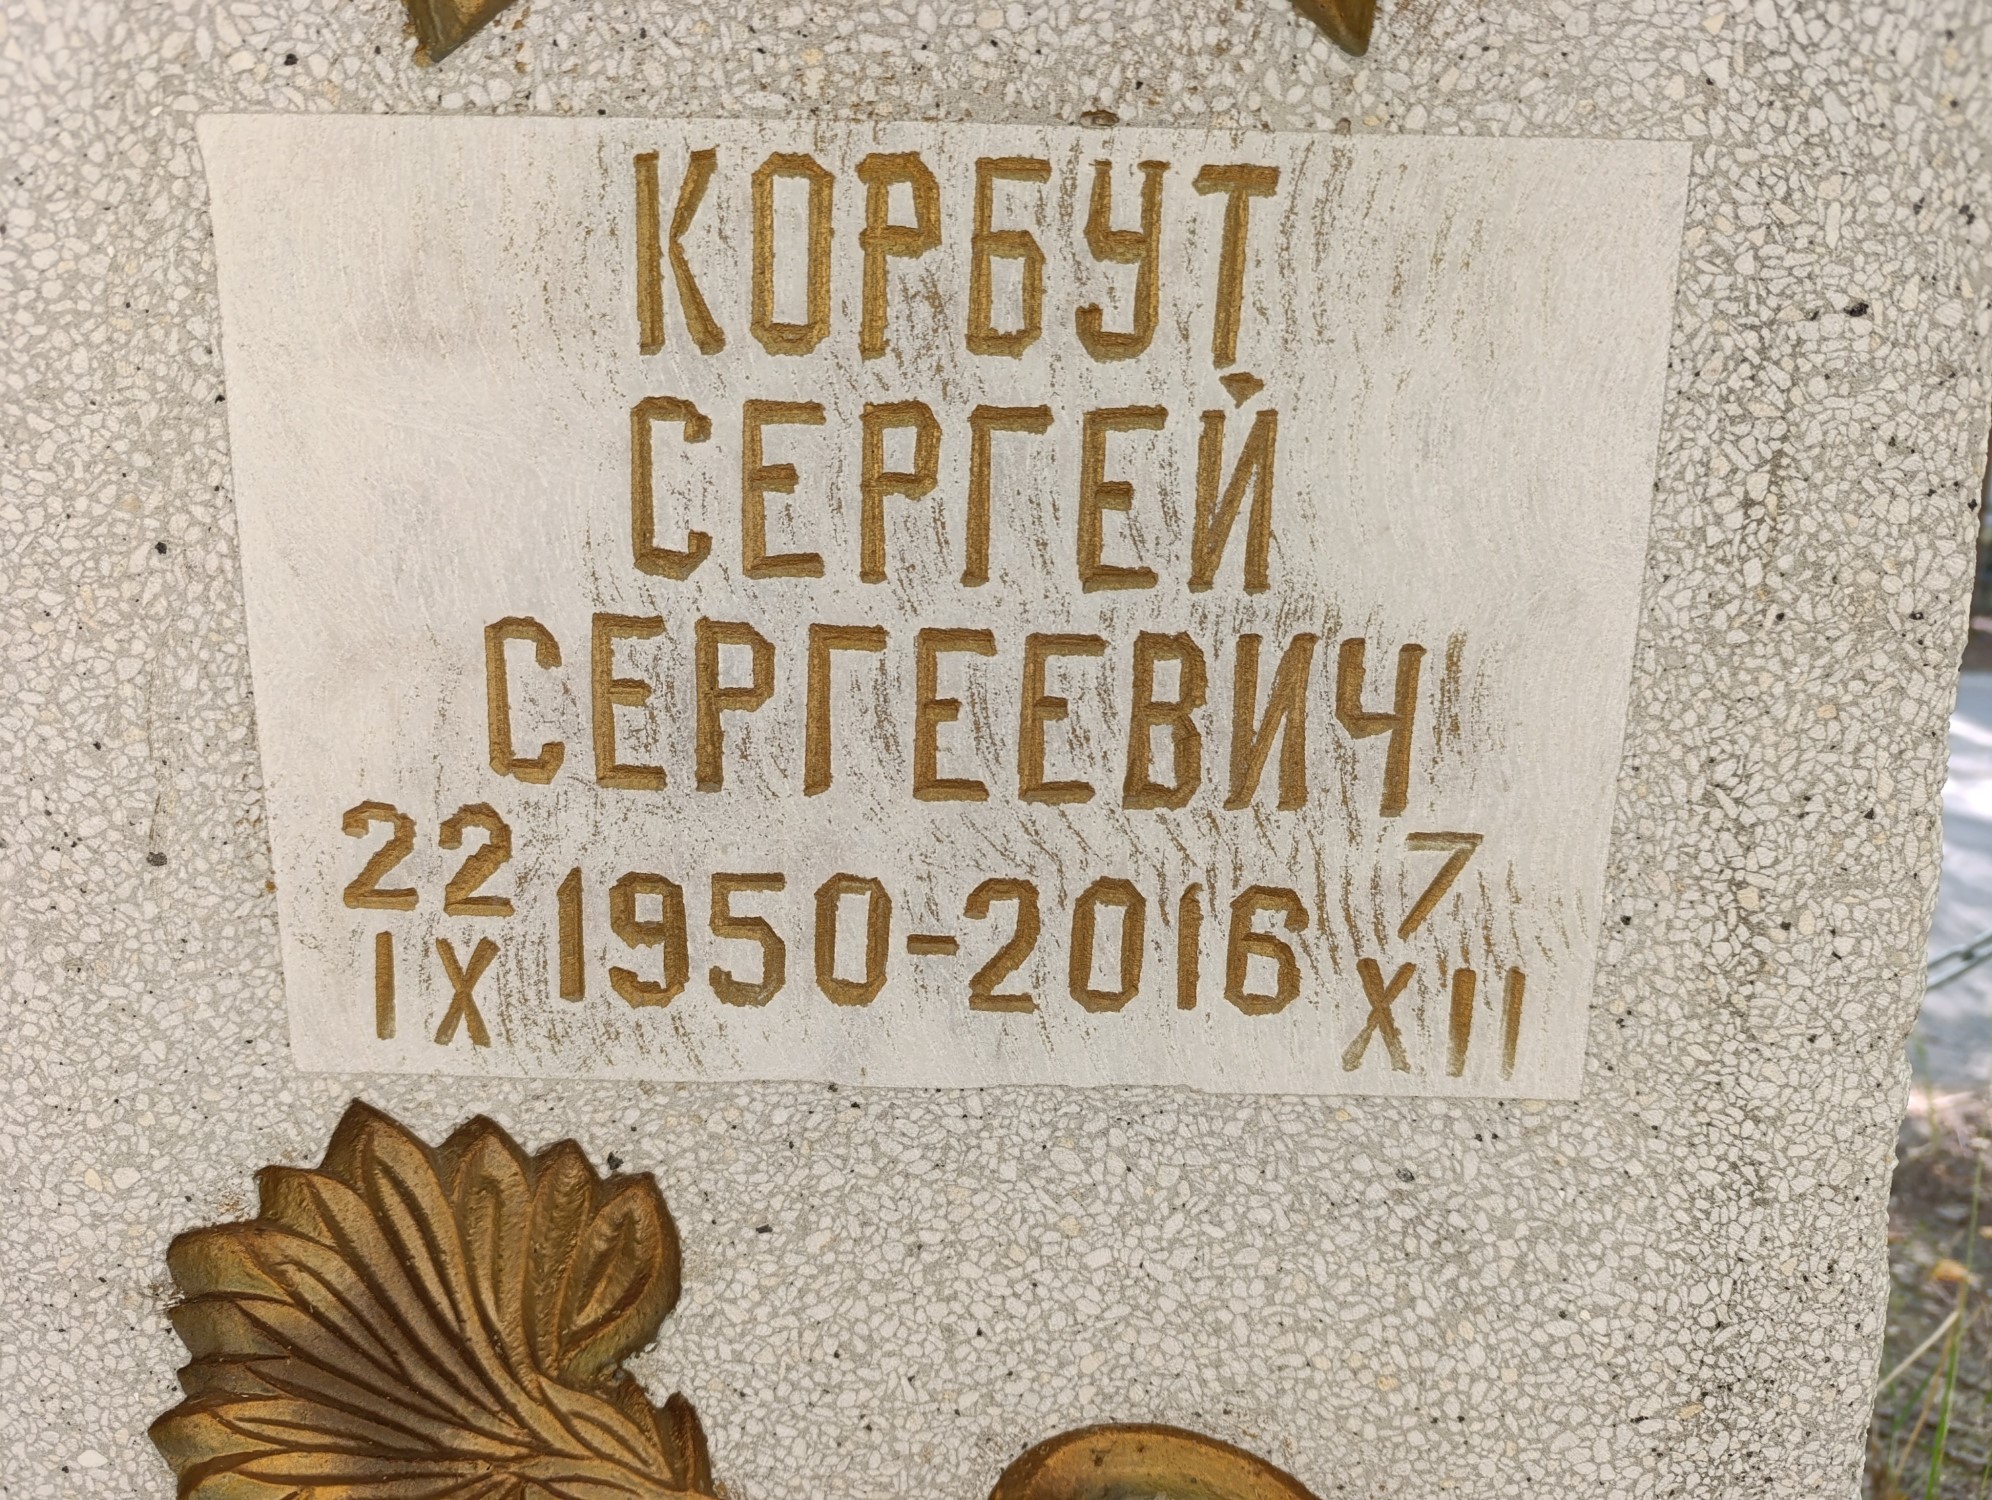 КОРБУТ
СЕРГЕЙ
СЕРГЕЕВИЧ
22 IX 1950-2016 7 XII